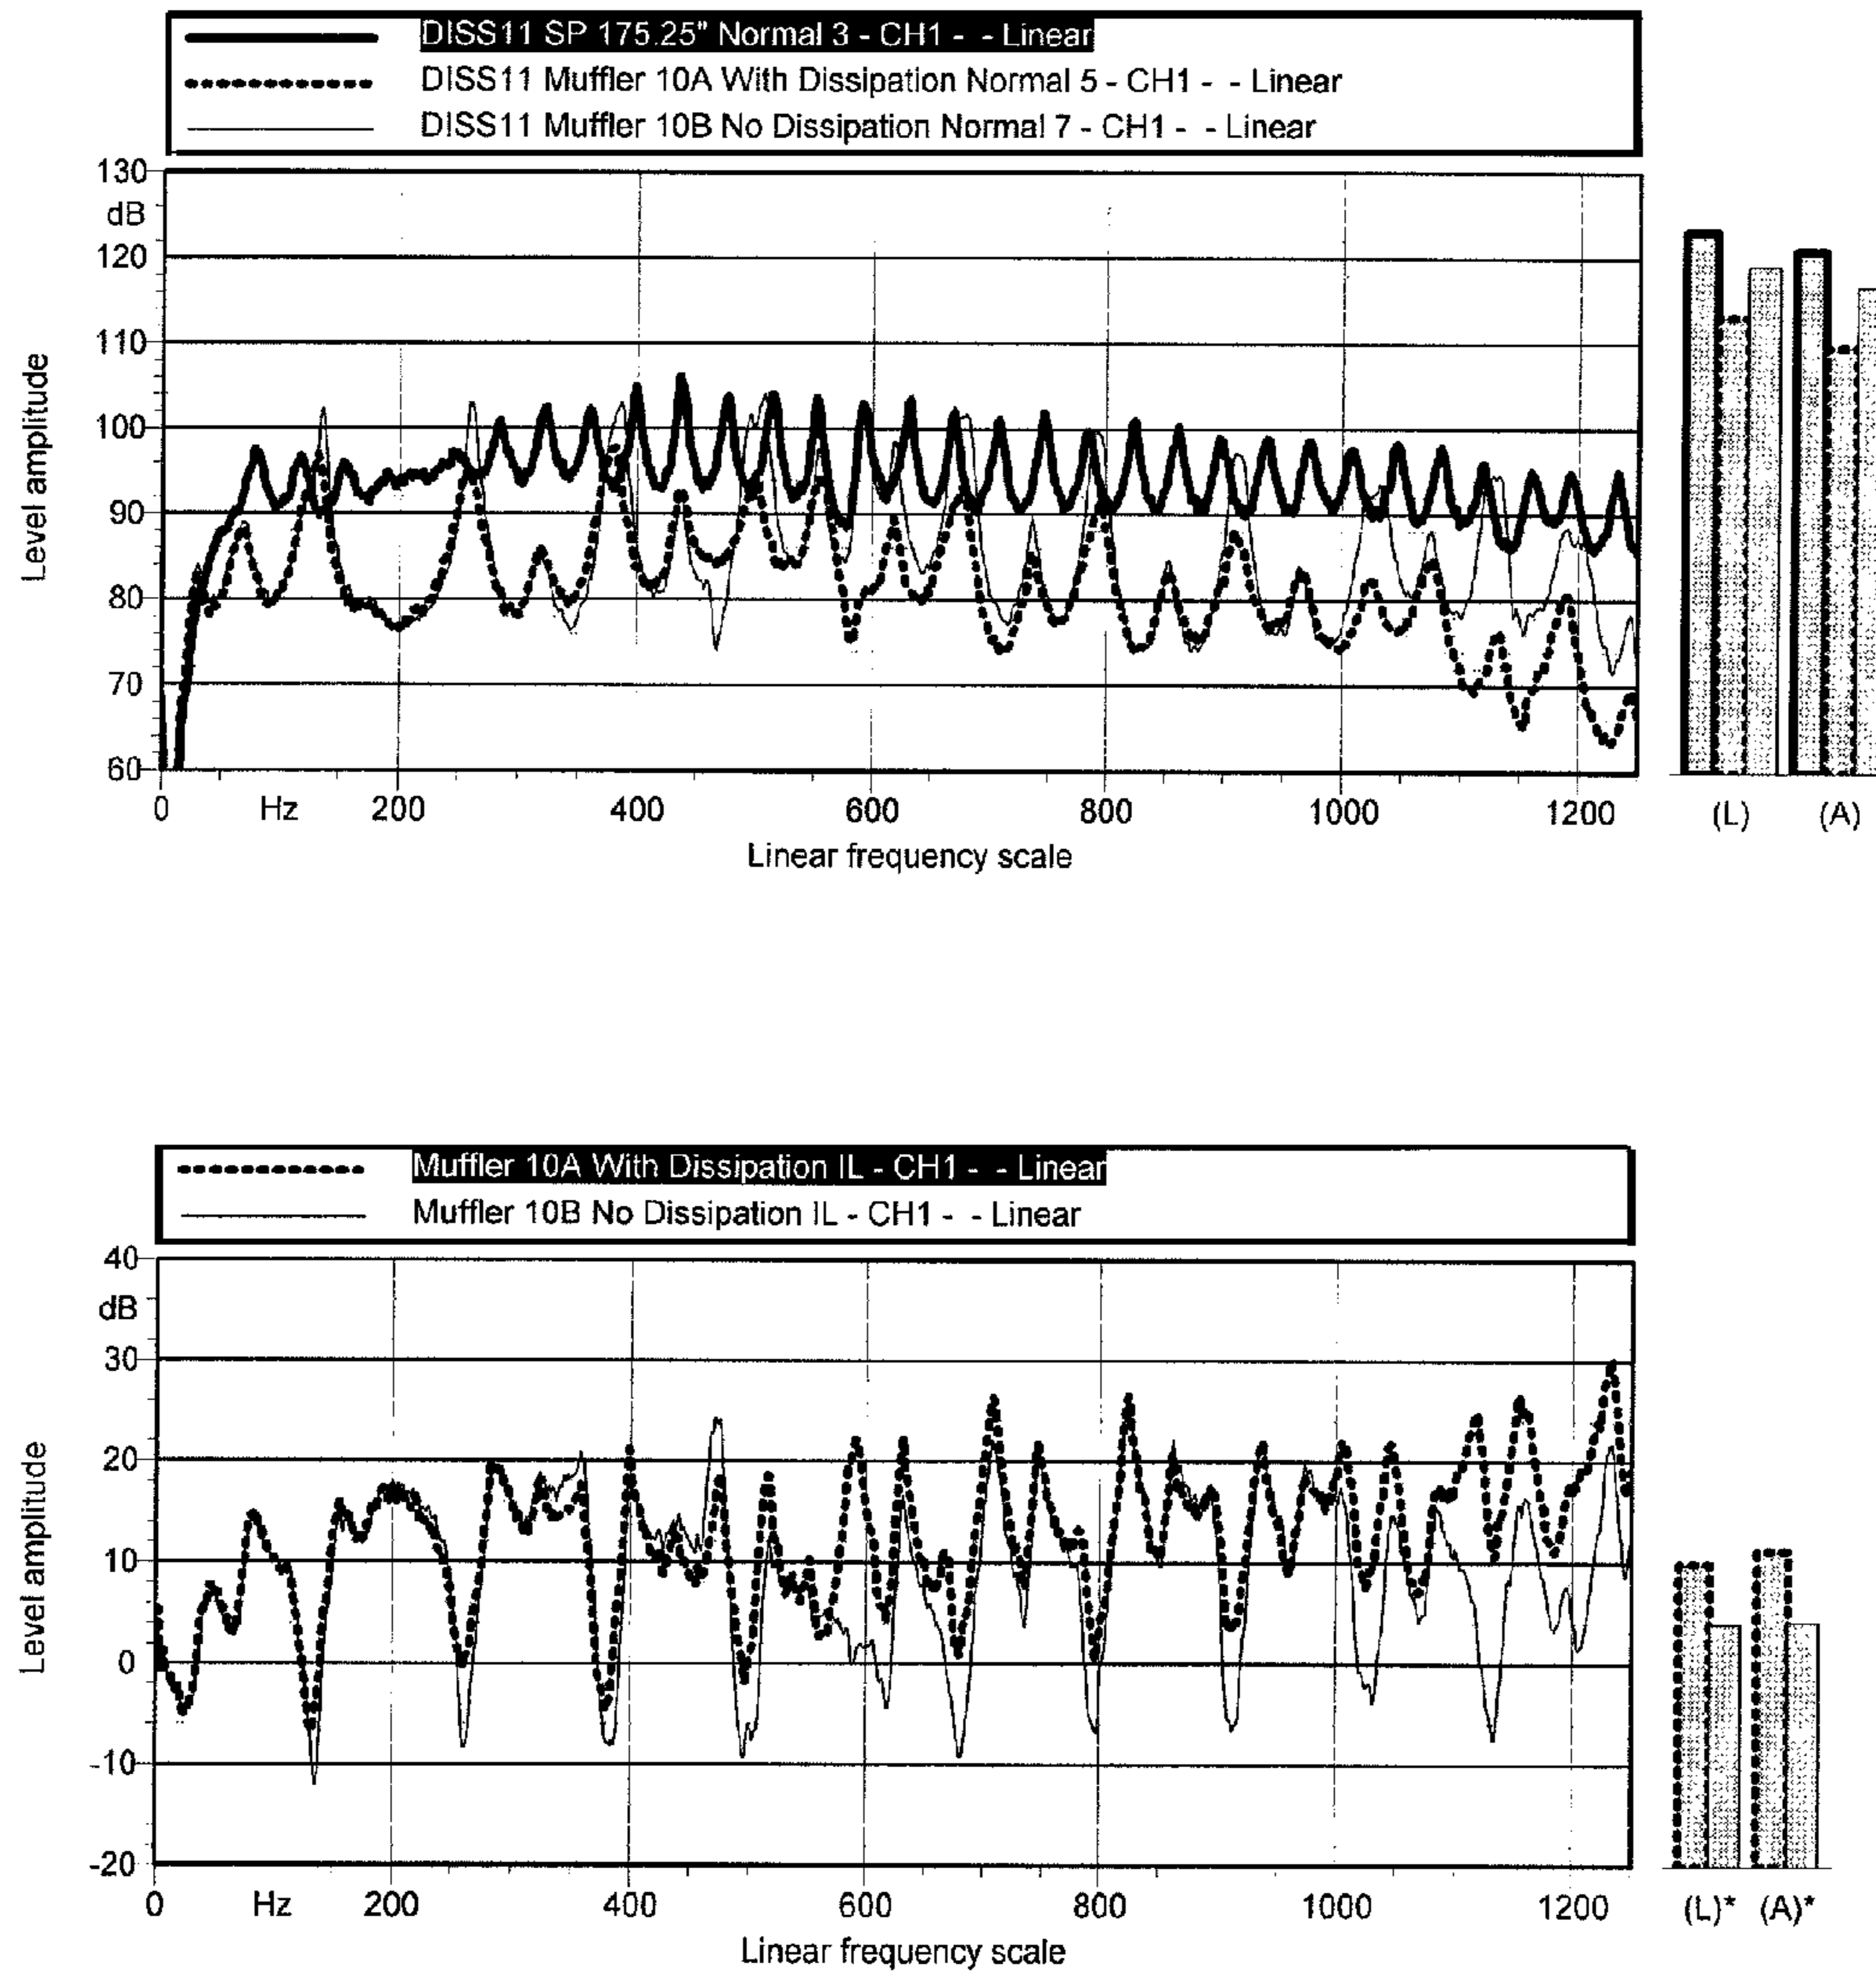 DISS11 SP 175.25" Normal 3 - CH1 - - Linear
DISS11 Muffler 10A With Dissipation Normal 5 - CH1 - - Linear
DISS11 Muffler 10B No Dissipation Normal 7 - CH1 - - Linear
130
dB
120
110
100
90
80
70
60
Level amplitude
0 Hz 200 400 600 800 1000 1200
(L) (A)
Linear frequency scale
Muffler 10A With Dissipation IL - CH1 - - Linear
Muffler 10B No Dissipation IL - CH1 - - Linear
40
dB
30
20
10
0
-10
-20
Level amplitude
0 Hz 200 400 600 800 1000 1200
(L)* (A)*
Linear frequency scale